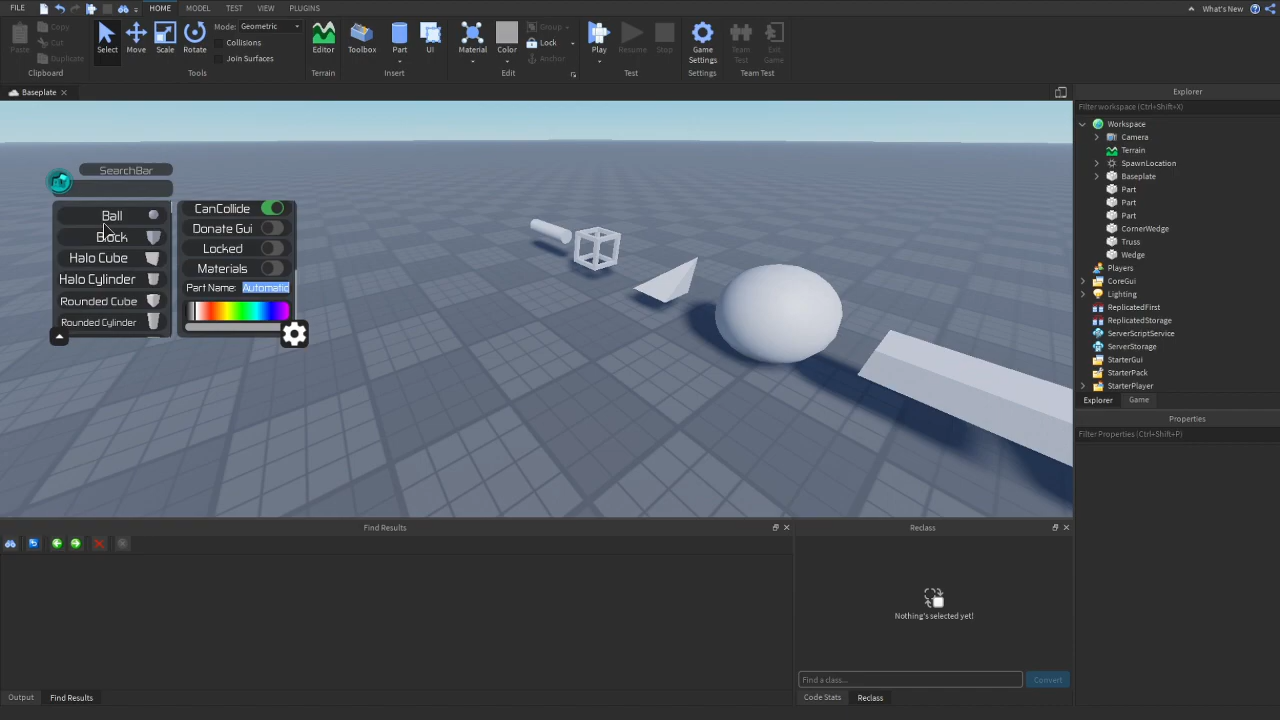 FILE HOME MODEL TEST VIEW PLUGINS What's New
Paste Copy Cut Duplicate Clipboard
Select Move Scale Rotate Mode: Geometric Collisions Join Surfaces Tools
Editor Terrain
Toolbox Part UI Insert
Material Color Group Lock Anchor Edit
Play Resume Stop Test
Game Settings Settings
Team Test Exit Game Team Test
Baseplate
SearchBar
Ball
Block
Halo Cube
Halo Cylinder
Rounded Cube
Rounded Cylinder
CanCollide
Donate Gui
Locked
Materials
Part Name: Automatic
Explorer
Filter workspace (Ctrl+Shift+X)
Workspace
Camera
Terrain
SpawnLocation
Baseplate
Part
Part
Part
CornerWedge
Truss
Wedge
Players
CoreGui
Lighting
ReplicatedFirst
ReplicatedStorage
ServerScriptService
ServerStorage
StarterGui
StarterPack
StarterPlayer
Explorer Game
Properties
Filter Properties (Ctrl+Shift+P)
Find Results
Reclass
Nothing's selected yet!
Find a class... Convert
Output Find Results
Code Stats Reclass